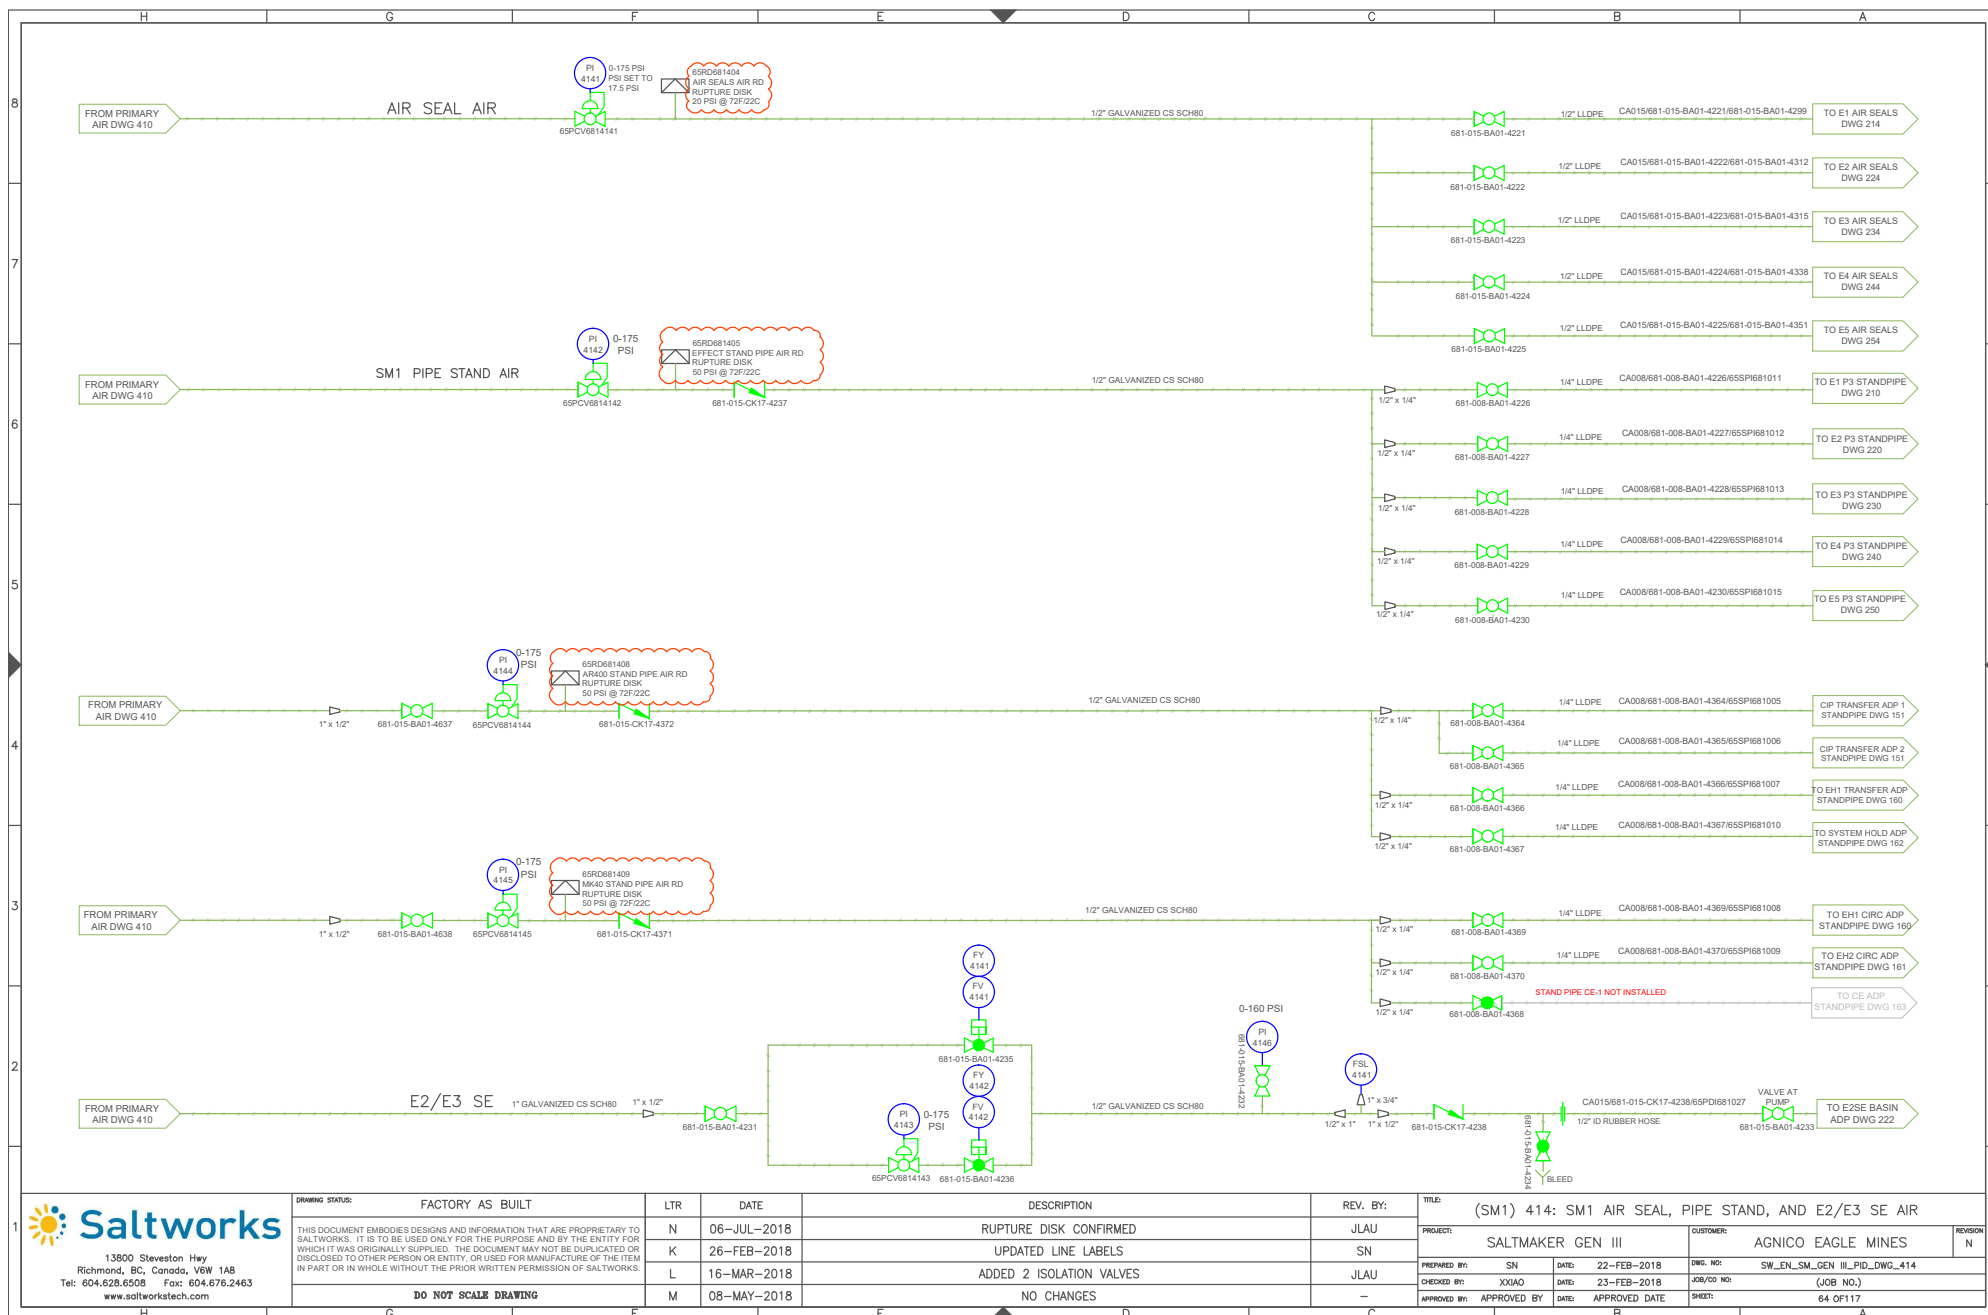 H G F E D C B A
8
7
6
5
4
3
2
1
FROM PRIMARY
AIR DWG 410
AIR SEAL AIR
PI
4141
0-175 PSI
PSI SET TO
17.5 PSI
65PCV6814141
65RD681404
AIR SEALS AIR RD
RUPTURE DISK
20 PSI @ 72F/22C
1/2" GALVANIZED CS SCH80
681-015-BA01-4221
1/2" LLDPE
CA015/681-015-BA01-4221/681-015-BA01-4299
TO E1 AIR SEALS
DWG 214
681-015-BA01-4222
1/2" LLDPE
CA015/681-015-BA01-4222/681-015-BA01-4312
TO E2 AIR SEALS
DWG 224
681-015-BA01-4223
1/2" LLDPE
CA015/681-015-BA01-4223/681-015-BA01-4315
TO E3 AIR SEALS
DWG 234
681-015-BA01-4224
1/2" LLDPE
CA015/681-015-BA01-4224/681-015-BA01-4338
TO E4 AIR SEALS
DWG 244
681-015-BA01-4225
1/2" LLDPE
CA015/681-015-BA01-4225/681-015-BA01-4351
TO E5 AIR SEALS
DWG 254
FROM PRIMARY
AIR DWG 410
SM1 PIPE STAND AIR
PI
4142
0-175
PSI
65PCV6814142
65RD681405
EFFECT STAND PIPE AIR RD
RUPTURE DISK
50 PSI @ 72F/22C
681-015-CK17-4237
1/2" GALVANIZED CS SCH80
1/2" x 1/4"
681-008-BA01-4226
1/4" LLDPE
CA008/681-008-BA01-4226/65SPI681011
TO E1 P3 STANDPIPE
DWG 210
1/2" x 1/4"
681-008-BA01-4227
1/4" LLDPE
CA008/681-008-BA01-4227/65SPI681012
TO E2 P3 STANDPIPE
DWG 220
1/2" x 1/4"
681-008-BA01-4228
1/4" LLDPE
CA008/681-008-BA01-4228/65SPI681013
TO E3 P3 STANDPIPE
DWG 230
1/2" x 1/4"
681-008-BA01-4229
1/4" LLDPE
CA008/681-008-BA01-4229/65SPI681014
TO E4 P3 STANDPIPE
DWG 240
1/2" x 1/4"
681-008-BA01-4230
1/4" LLDPE
CA008/681-008-BA01-4230/65SPI681015
TO E5 P3 STANDPIPE
DWG 250
FROM PRIMARY
AIR DWG 410
1" x 1/2"
681-015-BA01-4637
PI
4144
0-175
PSI
65PCV6814144
65RD681408
AR400 STAND PIPE AIR RD
RUPTURE DISK
50 PSI @ 72F/22C
681-015-CK17-4372
1/2" GALVANIZED CS SCH80
1/2" x 1/4"
681-008-BA01-4364
1/4" LLDPE
CA008/681-008-BA01-4364/65SPI681005
CIP TRANSFER ADP 1
STANDPIPE DWG 151
681-008-BA01-4365
1/4" LLDPE
CA008/681-008-BA01-4365/65SPI681006
CIP TRANSFER ADP 2
STANDPIPE DWG 151
1/2" x 1/4"
681-008-BA01-4366
1/4" LLDPE
CA008/681-008-BA01-4366/65SPI681007
TO EH1 TRANSFER ADP
STANDPIPE DWG 160
1/2" x 1/4"
681-008-BA01-4367
1/4" LLDPE
CA008/681-008-BA01-4367/65SPI681010
TO SYSTEM HOLD ADP
STANDPIPE DWG 162
FROM PRIMARY
AIR DWG 410
1" x 1/2"
681-015-BA01-4638
PI
4145
0-175
PSI
65PCV6814145
65RD681409
MK40 STAND PIPE AIR RD
RUPTURE DISK
50 PSI @ 72F/22C
681-015-CK17-4371
1/2" GALVANIZED CS SCH80
1/2" x 1/4"
681-008-BA01-4369
1/4" LLDPE
CA008/681-008-BA01-4369/65SPI681008
TO EH1 CIRC ADP
STANDPIPE DWG 160
1/2" x 1/4"
681-008-BA01-4370
1/4" LLDPE
CA008/681-008-BA01-4370/65SPI681009
TO EH2 CIRC ADP
STANDPIPE DWG 161
1/2" x 1/4"
681-008-BA01-4368
STAND PIPE CE-1 NOT INSTALLED
TO CE ADP
STANDPIPE DWG 163
FROM PRIMARY
AIR DWG 410
E2/E3 SE
1" GALVANIZED CS SCH80
1" x 1/2"
681-015-BA01-4231
FY
4141
FV
4141
681-015-BA01-4235
FY
4142
FV
4142
681-015-BA01-4236
PI
4143
0-175
PSI
65PCV6814143
1/2" GALVANIZED CS SCH80
0-160 PSI
PI
4146
681-015-BA01-4232
FSL
4141
1" x 3/4"
1/2" x 1"
1" x 1/2"
681-015-CK17-4238
681-015-BA01-4234
BLEED
CA015/681-015-CK17-4238/65PDI681027
1/2" ID RUBBER HOSE
VALVE AT
PUMP
681-015-BA01-4233
TO E2SE BASIN
ADP DWG 222
Saltworks
13800 Steveston Hwy
Richmond, BC, Canada, V6W 1A8
Tel: 604.628.6508 Fax: 604.676.2463
www.saltworkstech.com
DRAWING STATUS: FACTORY AS BUILT
THIS DOCUMENT EMBODIES DESIGNS AND INFORMATION THAT ARE PROPRIETARY TO
SALTWORKS. IT IS TO BE USED ONLY FOR THE PURPOSE AND BY THE ENTITY FOR
WHICH IT WAS ORIGINALLY SUPPLIED. THE DOCUMENT MAY NOT BE DUPLICATED OR
DISCLOSED TO OTHER PERSON OR ENTITY, OR USED FOR MANUFACTURE OF THE ITEM
IN PART OR IN WHOLE WITHOUT THE PRIOR WRITTEN PERMISSION OF SALTWORKS.
DO NOT SCALE DRAWING
LTR DATE DESCRIPTION REV. BY:
N 06-JUL-2018 RUPTURE DISK CONFIRMED JLAU
K 26-FEB-2018 UPDATED LINE LABELS SN
L 16-MAR-2018 ADDED 2 ISOLATION VALVES JLAU
M 08-MAY-2018 NO CHANGES -
TITLE: (SM1) 414: SM1 AIR SEAL, PIPE STAND, AND E2/E3 SE AIR
PROJECT: SALTMAKER GEN III
CUSTOMER: AGNICO EAGLE MINES
REVISION N
PREPARED BY: SN DATE: 22-FEB-2018 DWG. NO: SW_EN_SM_GEN III_PID_DWG_414
CHECKED BY: XXIAO DATE: 23-FEB-2018 JOB/CO NO: (JOB NO.)
APPROVED BY: APPROVED BY DATE: APPROVED DATE SHEET: 64 OF117
H G F E D C B A